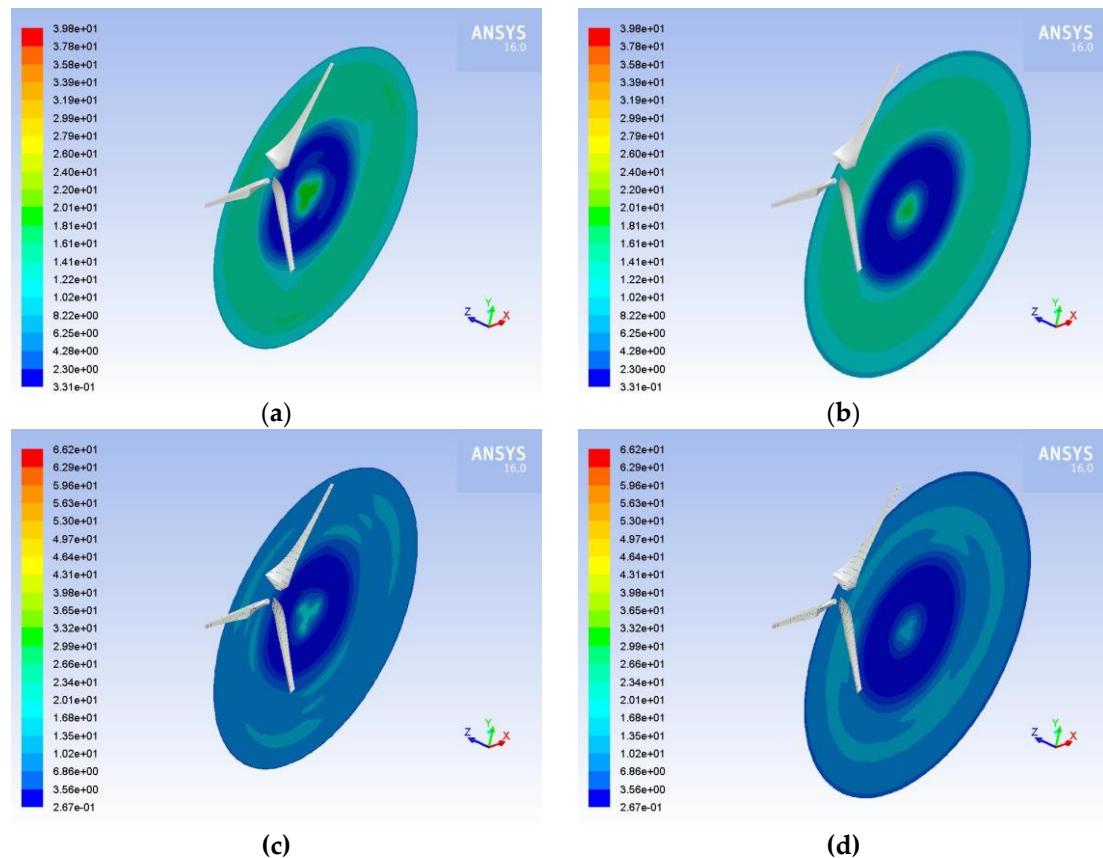 3.98e+01
3.78e+01
3.58e+01
3.39e+01
3.19e+01
2.99e+01
2.79e+01
2.60e+01
2.40e+01
2.20e+01
2.01e+01
1.81e+01
1.61e+01
1.41e+01
1.22e+01
1.02e+01
8.22e+00
6.25e+00
4.28e+00
2.30e+00
3.31e-01
ANSYS
16.0
Y
Z X
(a)
3.98e+01
3.78e+01
3.58e+01
3.39e+01
3.19e+01
2.99e+01
2.79e+01
2.60e+01
2.40e+01
2.20e+01
2.01e+01
1.81e+01
1.61e+01
1.41e+01
1.22e+01
1.02e+01
8.22e+00
6.25e+00
4.28e+00
2.30e+00
3.31e-01
ANSYS
16.0
Y
Z X
(b)
6.62e+01
6.29e+01
5.96e+01
5.63e+01
5.30e+01
4.97e+01
4.64e+01
4.31e+01
3.98e+01
3.65e+01
3.32e+01
2.99e+01
2.66e+01
2.34e+01
2.01e+01
1.68e+01
1.35e+01
1.02e+01
6.86e+00
3.56e+00
2.67e-01
ANSYS
16.0
Y
Z X
(c)
6.62e+01
6.29e+01
5.96e+01
5.63e+01
5.30e+01
4.97e+01
4.64e+01
4.31e+01
3.98e+01
3.65e+01
3.32e+01
2.99e+01
2.66e+01
2.34e+01
2.01e+01
1.68e+01
1.35e+01
1.02e+01
6.86e+00
3.56e+00
2.67e-01
ANSYS
16.0
Y
Z X
(d)